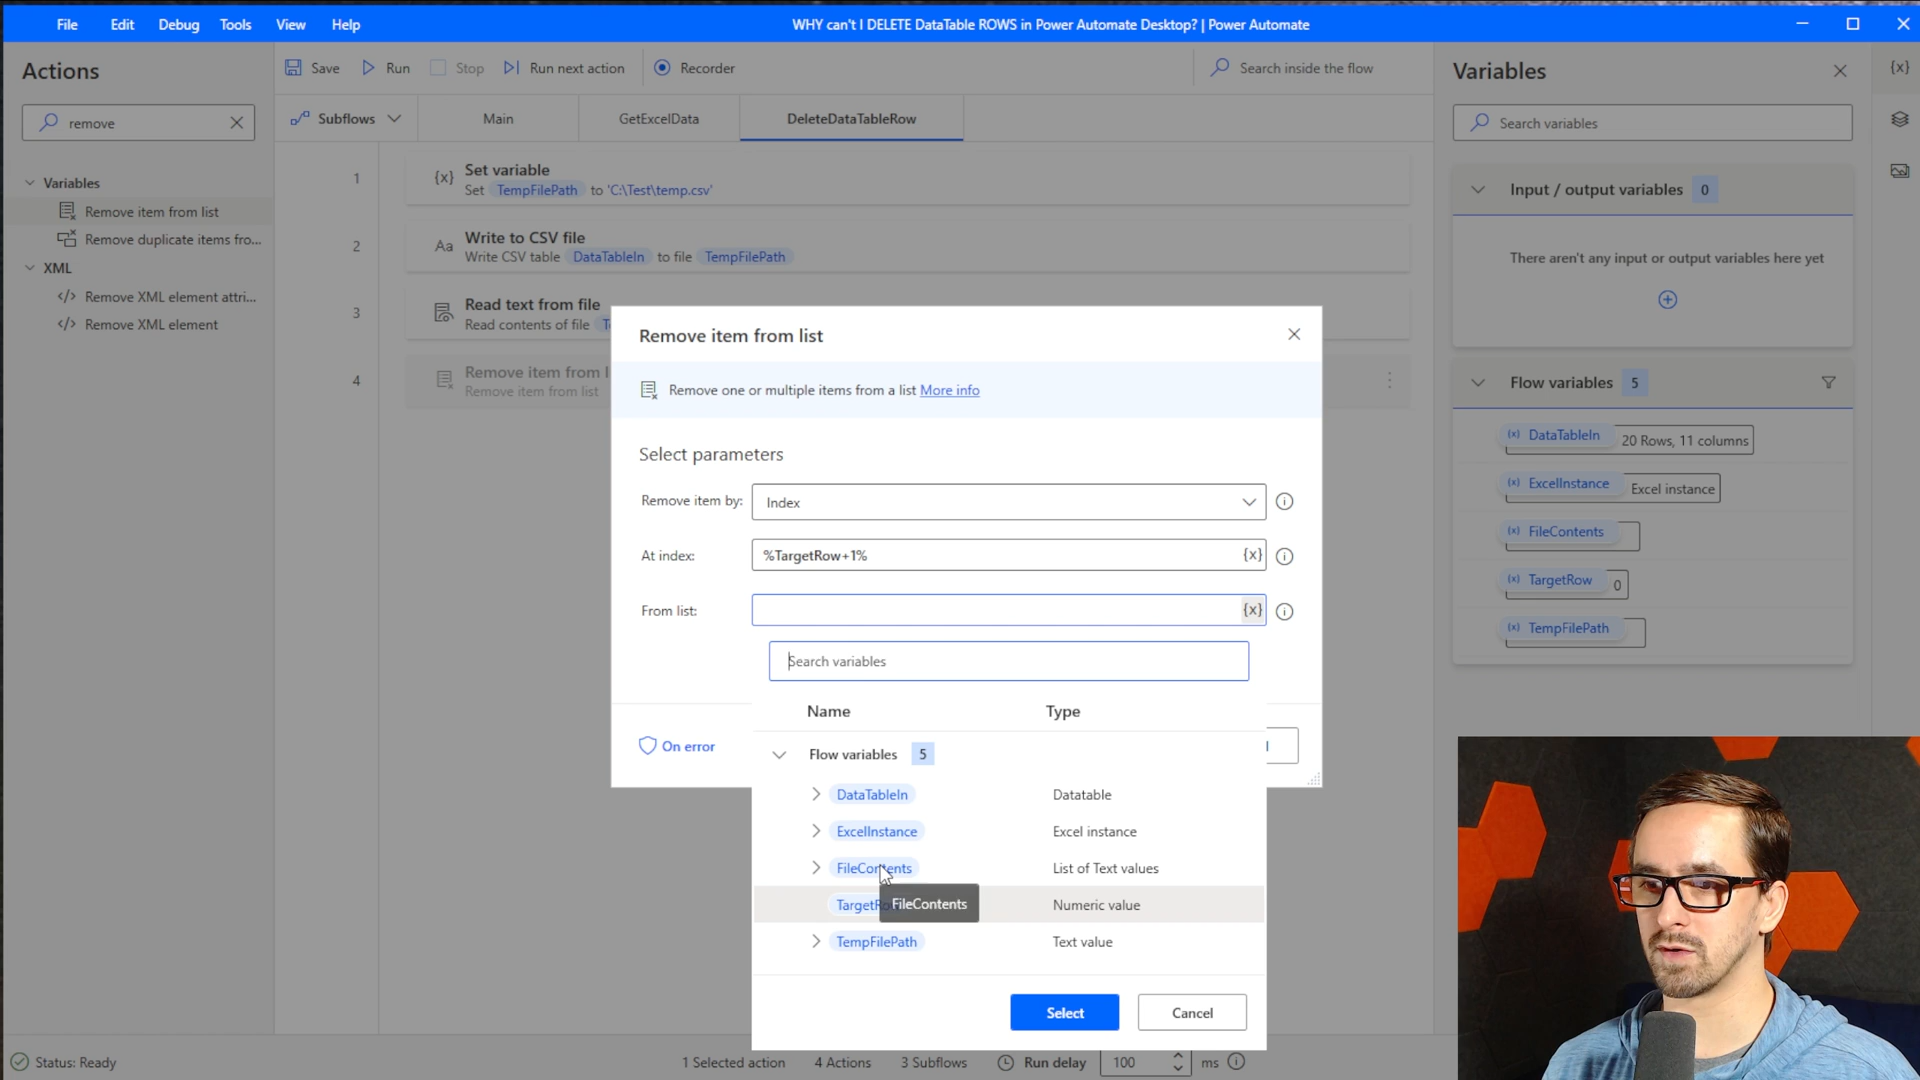 File Edit Debug Tools View Help
WHY can't I DELETE DataTable ROWS in Power Automate Desktop? | Power Automate
Actions
remove
Variables
Remove item from list
Remove duplicate items fro...
XML
Remove XML element attri...
Remove XML element
Save Run Stop Run next action Recorder
Search inside the flow
Subflows Main GetExcelData DeleteDataTableRow
1
{x} Set variable
Set TempFilePath to 'C:\Test\temp.csv'
2
Aa Write to CSV file
Write CSV table DataTableIn to file TempFilePath
3
Read text from file
Read contents of file
4
Remove item from l
Remove item from list
Remove item from list
Remove one or multiple items from a list More info
Select parameters
Remove item by: Index
At index: %TargetRow+1% {x}
From list: {x}
Search variables
Name Type
Flow variables 5
DataTableIn Datatable
ExcelInstance Excel instance
FileContents List of Text values
TargetRo Numeric value
FileContents
TempFilePath Text value
Select Cancel
On error
Variables
{x}
Search variables
Input / output variables 0
There aren't any input or output variables here yet
Flow variables 5
(x) DataTableIn 20 Rows, 11 columns
(x) ExcelInstance Excel instance
(x) FileContents
(x) TargetRow 0
(x) TempFilePath
Status: Ready
1 Selected action 4 Actions 3 Subflows Run delay 100 ms